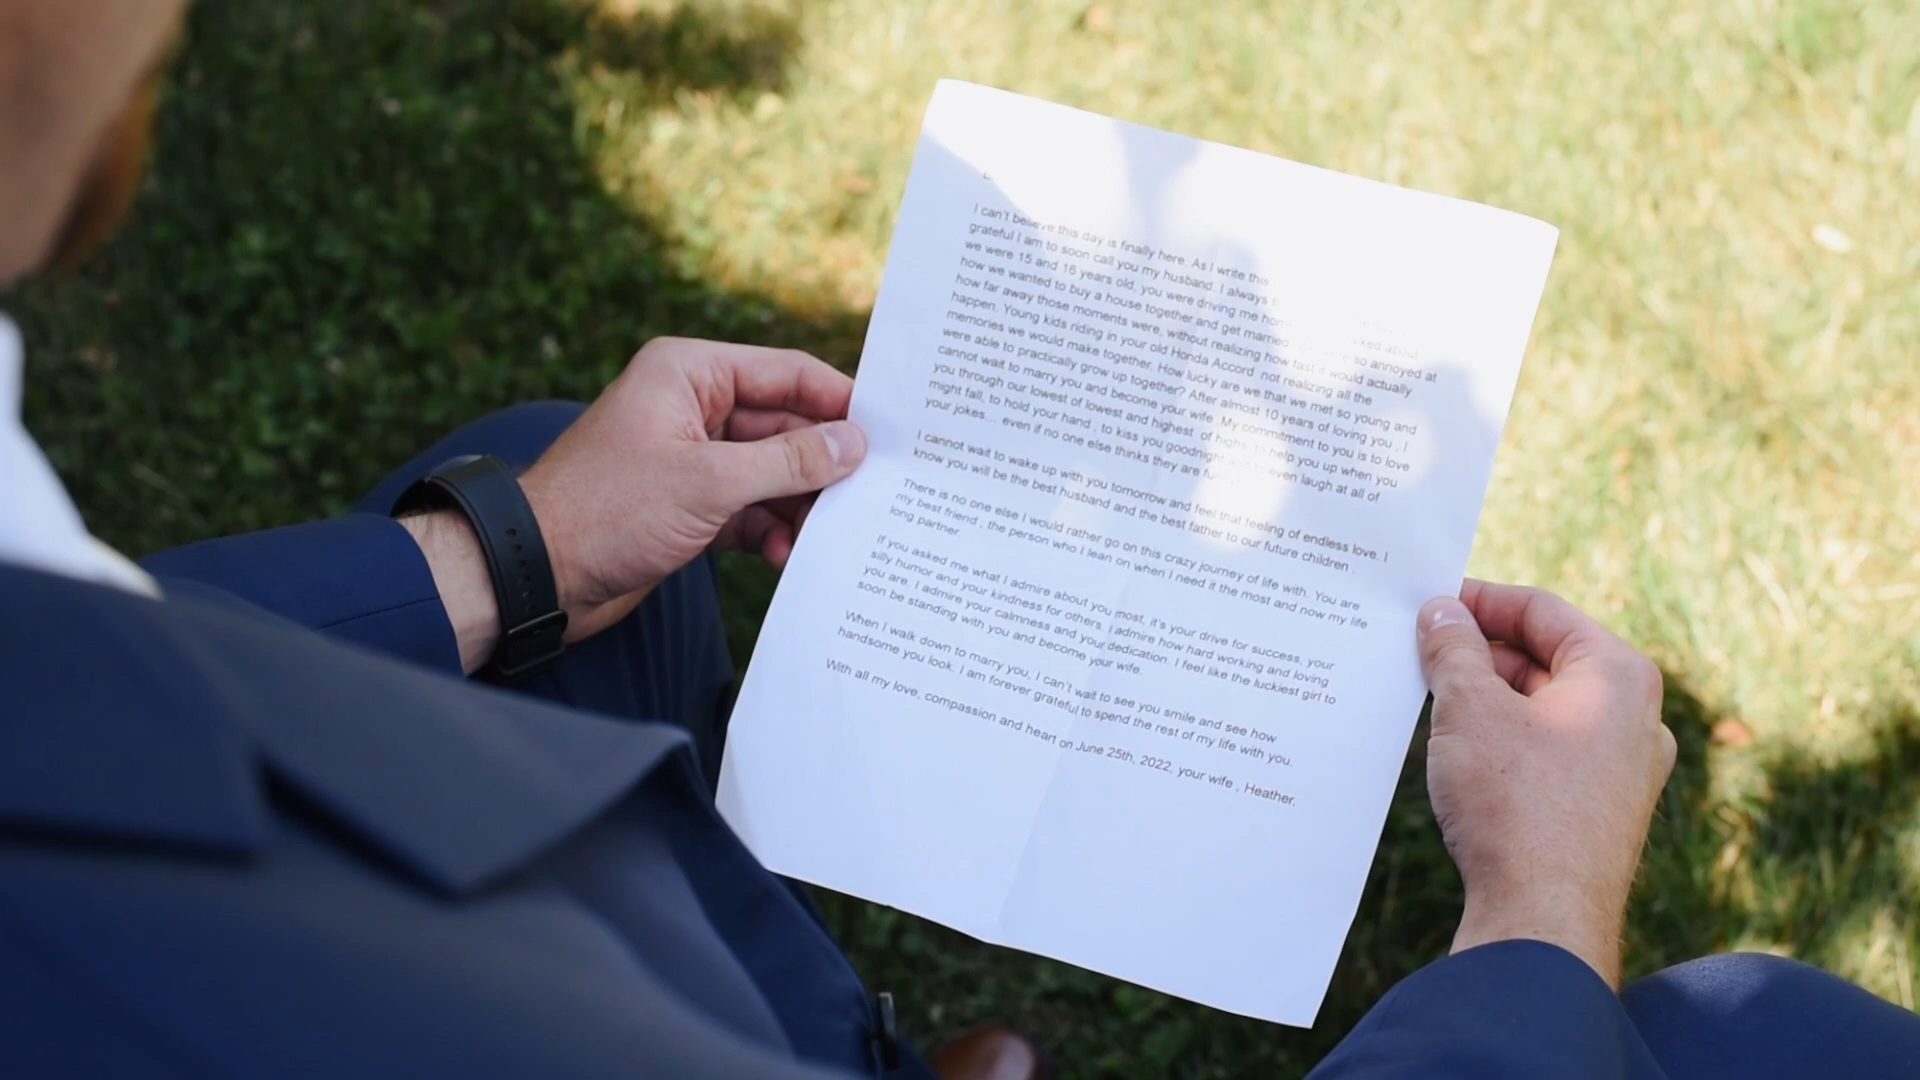 I can't believe this day is finally here. As I write this
grateful I am to soon call you my husband. I always
we were 15 and 16 years old, you were driving me
how we wanted to buy a house together and get married about
how far away those moments were, without realizing how fast it would actually so annoyed at
happen. Young kids riding in your old Honda Accord not realizing all the
memories we would make together. How lucky are we that we met so young and
were able to practically grow up together? After almost 10 years of loving you , I
cannot wait to marry you and become your wife .My commitment to you is to love
you through our lowest of lowest and highest of highs, to help you up when you
might fall, to hold your hand , to kiss you goodnight even laugh at all of
your jokes.... even if no one else thinks they are
I cannot wait to wake up with you tomorrow and feel that feeling of endless love. I
know you will be the best husband and the best father to our future children .
There is no one else I would rather go on this crazy journey of life with. You are
my best friend , the person who I lean on when I need it the most and now my life
long partner
If you asked me what I admire about you most, it's your drive for success, your
silly humor and your kindness for others. I admire how hard working and loving
you are. I admire your calmness and your dedication. I feel like the luckiest girl to
soon be standing with you and become your wife.
When I walk down to marry you, I can't wait to see you smile and see how
handsome you look. I am forever grateful to spend the rest of my life with you.
With all my love, compassion and heart on June 25th, 2022, your wife , Heather.